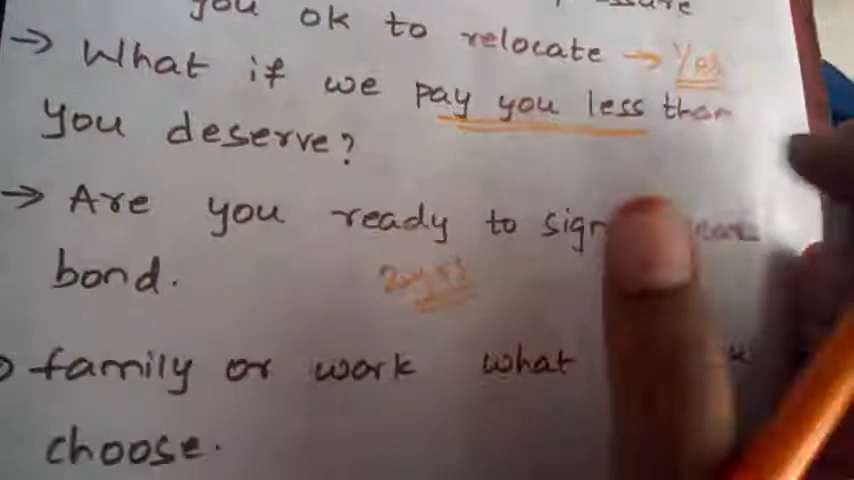 you ok to relocate → Yes
→ What if we pay you less than
you deserve?
→ Are you ready to sign
bond.
family or work what
choose.